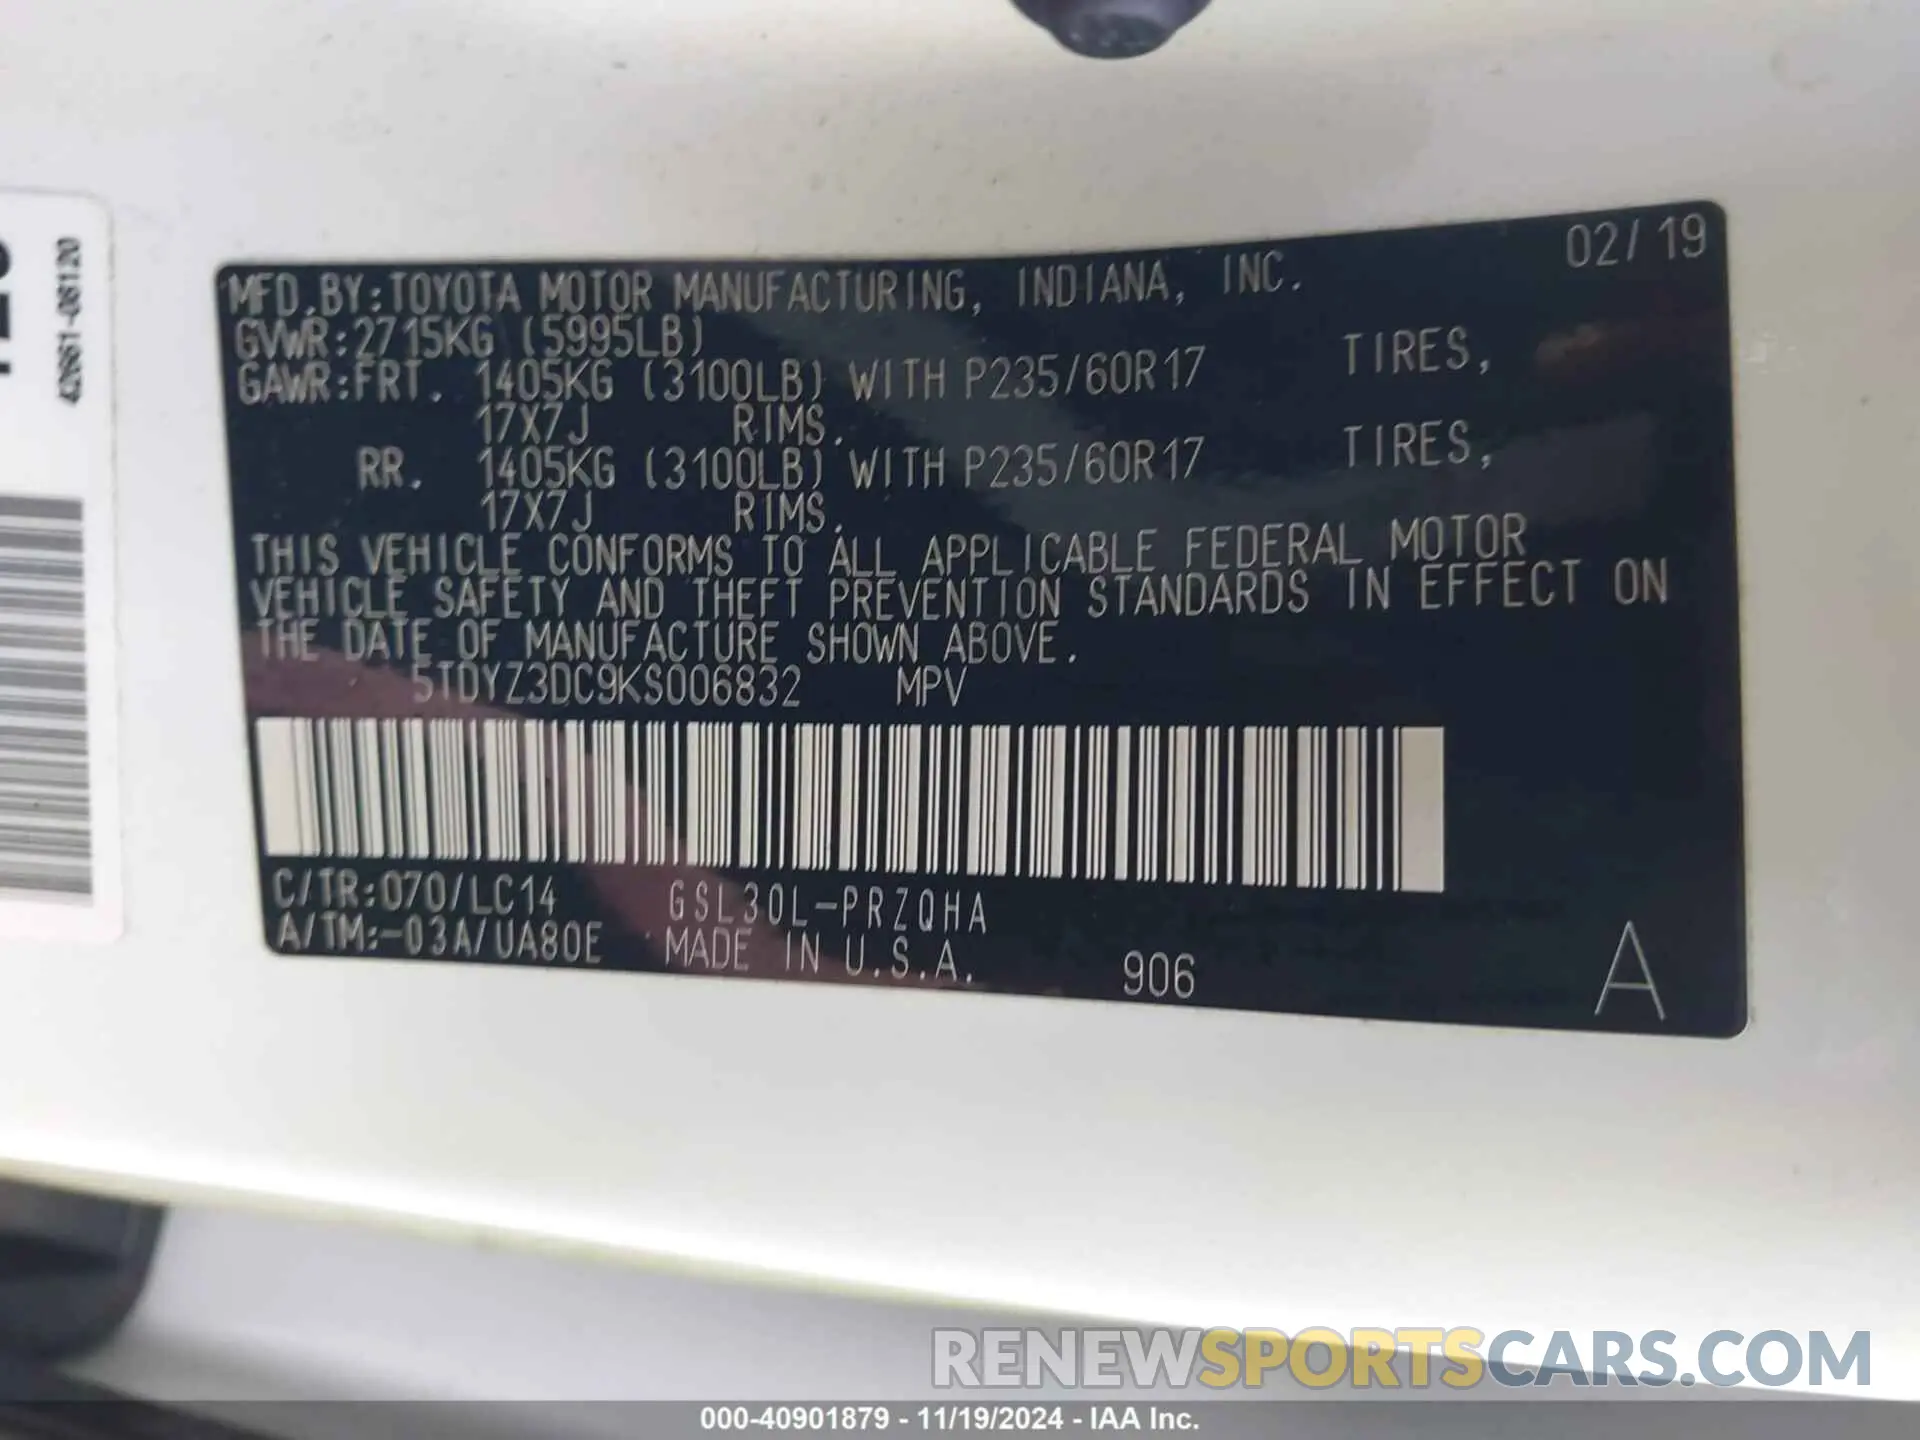 MFD.BY:TOYOTA MOTOR MANUFACTURING, INDIANA, INC. 02/19
GVWR:2715KG (5995LB)
GAWR:FRT. 1405KG (3100LB) WITH P235/60R17 TIRES,
17X7J RIMS.
RR. 1405KG (3100LB) WITH P235/60R17 TIRES,
17X7J RIMS.
THIS VEHICLE CONFORMS TO ALL APPLICABLE FEDERAL MOTOR
VEHICLE SAFETY AND THEFT PREVENTION STANDARDS IN EFFECT ON
THE DATE OF MANUFACTURE SHOWN ABOVE.
5TDYZ3DC9KS006832 MPV
C/TR:070/LC14 GSL30L-PRZQHA
A/TM:-03A/UA80E MADE IN U.S.A. 906 A
42661-06120
RENEWSPORTSCARS.COM
000-40901879 - 11/19/2024 - IAA Inc.